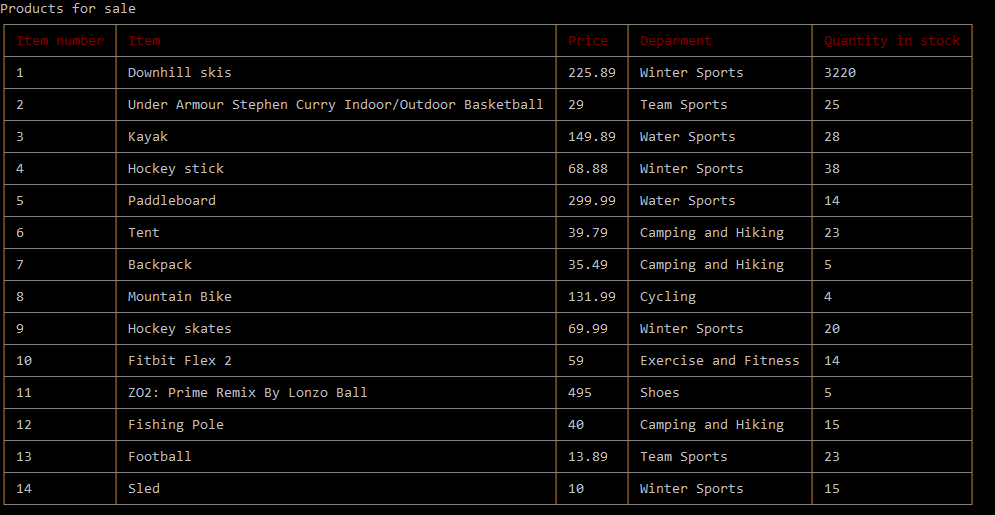 Products for sale
Item number Item Price Deparment Quantity in stock
1 Downhill skis 225.89 Winter Sports 3220
2 Under Armour Stephen Curry Indoor/Outdoor Basketball 29 Team Sports 25
3 Kayak 149.89 Water Sports 28
4 Hockey stick 68.88 Winter Sports 38
5 Paddleboard 299.99 Water Sports 14
6 Tent 39.79 Camping and Hiking 23
7 Backpack 35.49 Camping and Hiking 5
8 Mountain Bike 131.99 Cycling 4
9 Hockey skates 69.99 Winter Sports 20
10 Fitbit Flex 2 59 Exercise and Fitness 14
11 ZO2: Prime Remix By Lonzo Ball 495 Shoes 5
12 Fishing Pole 40 Camping and Hiking 15
13 Football 13.89 Team Sports 23
14 Sled 10 Winter Sports 15